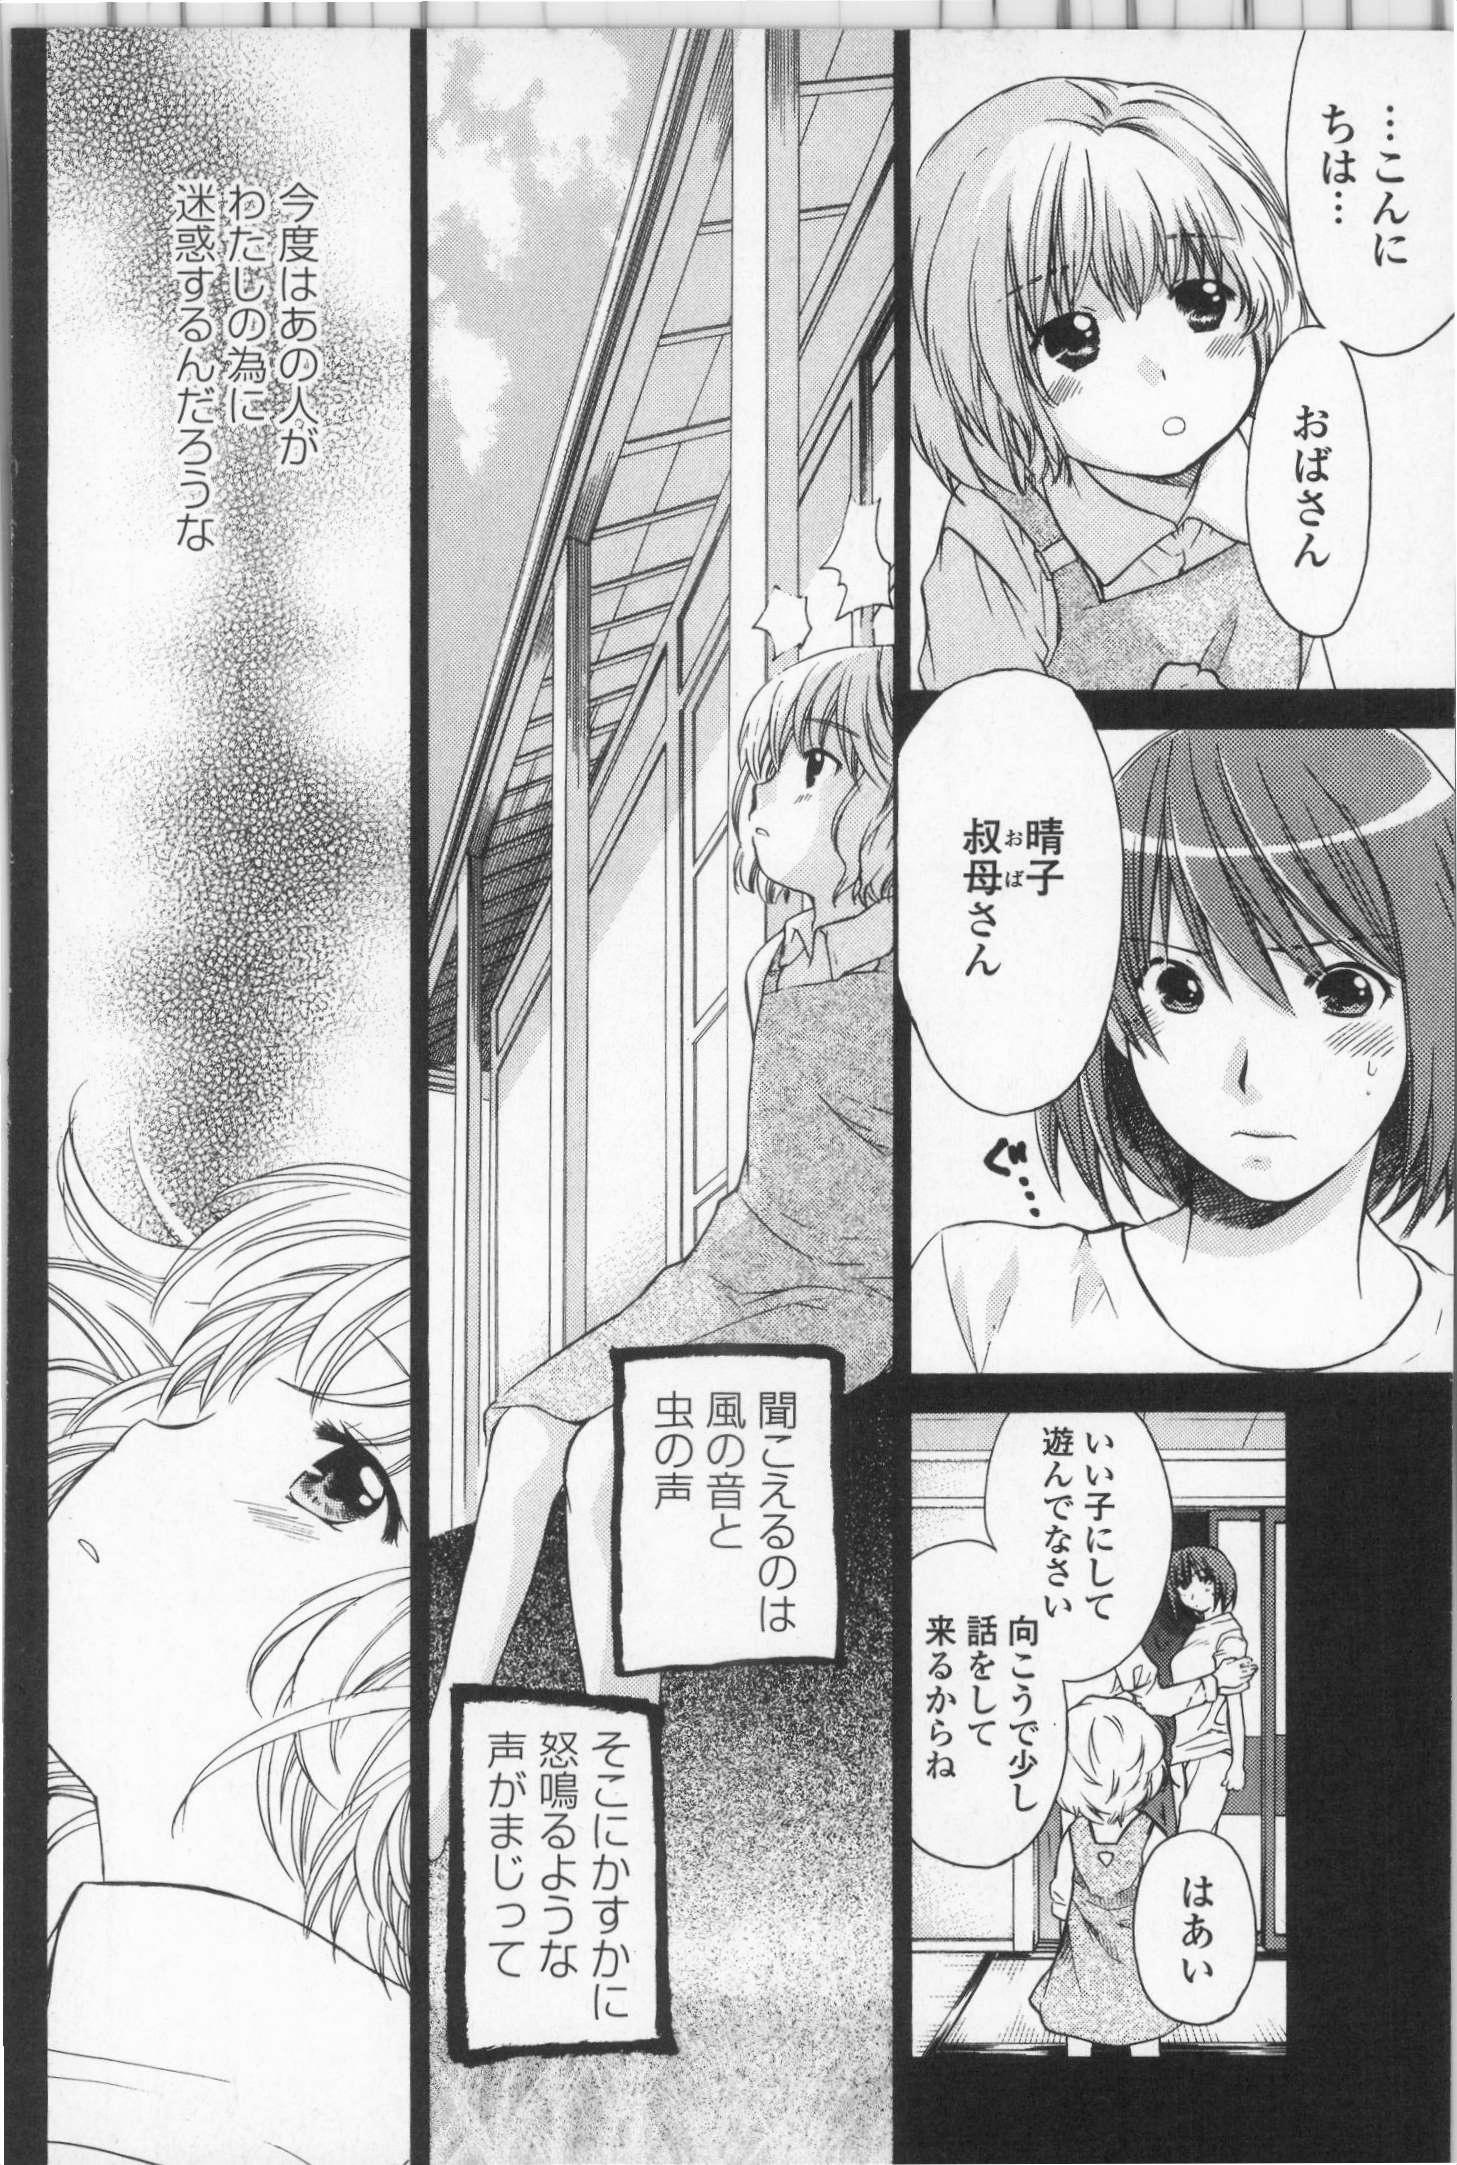 …こんに
ちは…
おばさん
晴子
叔母さん
おば
ぐ…
いい子にして
遊んでなさい
向こうで少し
話をして
来るからね
はあい
聞こえるのは
風の音と
虫の声
そこにかすかに
怒鳴るような
声がまじって
今度はあの人が
わたしの為に
迷惑するんだろうな